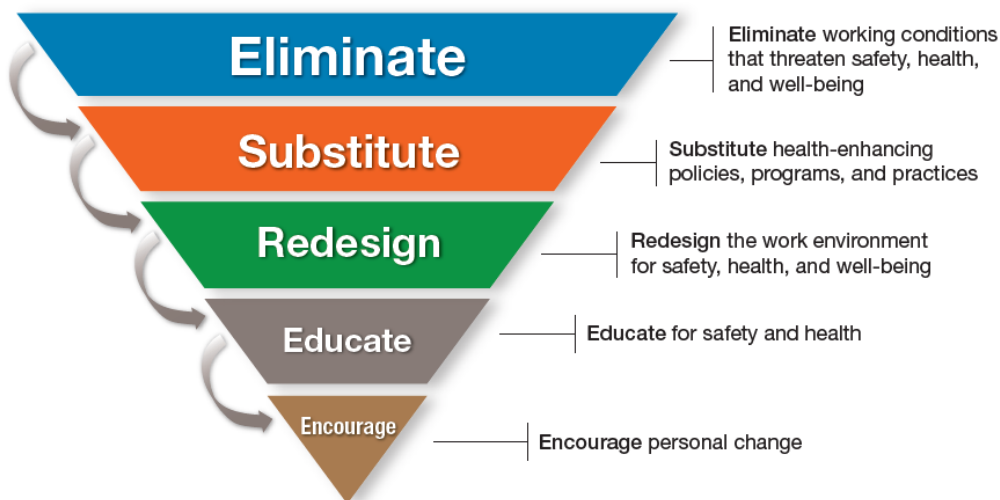 Eliminate
Eliminate working conditions
that threaten safety, health,
and well-being
Substitute
Substitute health-enhancing
policies, programs, and practices
Redesign
Redesign the work environment
for safety, health, and well-being
Educate
Educate for safety and health
Encourage
Encourage personal change